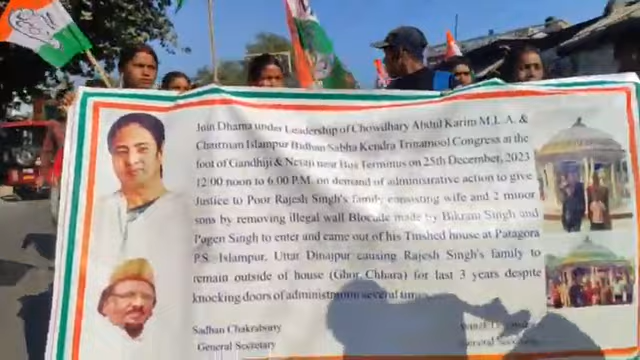 Join Dharna under Leadership of Chowdhary Abdul Karim M.L.A. &
Chairman Islampur Bidhan Sabha Kendra Trinamool Congress at the
foot of Gandhiji & Netaji near Bus Terminus on 25th December, 2023
12:00 noon to 6:00 P.M. on demand of administrative action to give
Justice to Poor Rajesh Singh's family consisting wife and 2 minor
sons by removing illegal wall Blocade made by Bikram Singh and
Pogen Singh to enter and came out of his Tinshed house at Patagora
P.S. Islampur, Uttar Dinajpur causing Rajesh Singh's family to
remain outside of house (Ghor Chhara) for last 3 years despite
knocking doors of administration several
Sadhan Chakraborty
General Secretary
General Secretary